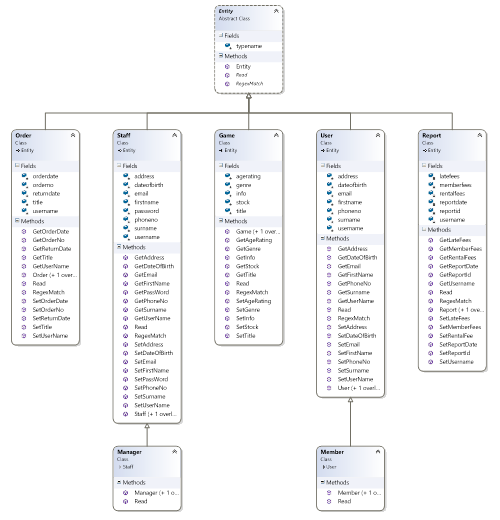 Entity
Abstract Class
Fields
typename
Methods
Entity
Read
RegexMatch
Order
Class
Entity
Fields
orderdate
orderno
returndate
title
username
Methods
GetOrderDate
GetOrderNo
GetReturnDate
GetTitle
GetUserName
Order (+ 1 over...
Read
RegexMatch
SetOrderDate
SetOrderNo
SetReturnDate
SetTitle
SetUserName
Staff
Class
Entity
Fields
address
dateofbirth
email
firstname
password
phoneno
surname
username
Methods
GetAddress
GetDateOfBirth
GetEmail
GetFirstName
GetPassWord
GetPhoneNo
GetSurname
GetUserName
Read
RegexMatch
SetAddress
SetDateOfBirth
SetEmail
SetFirstName
SetPassWord
SetPhoneNo
SetSurname
SetUserName
Staff (+ 1 overl...
Game
Class
Entity
Fields
agerating
genre
info
stock
title
Methods
Game (+ 1 over...
GetAgeRating
GetGenre
GetInfo
GetStock
GetTitle
Read
RegexMatch
SetAgeRating
SetGenre
SetInfo
SetStock
SetTitle
User
Class
Entity
Fields
address
dateofbirth
email
firstname
phoneno
surname
username
Methods
GetAddress
GetDateOfBirth
GetEmail
GetFirstName
GetPhoneNo
GetSurname
GetUserName
Read
RegexMatch
SetAddress
SetDateOfBirth
SetEmail
SetFirstName
SetPhoneNo
SetSurname
SetUserName
User (+ 1 overl...
Report
Class
Entity
Fields
latefees
memberfees
rentalfees
reportdate
reportid
username
Methods
GetLateFees
GetMemberFees
GetRentalFees
GetReportDate
GetReportId
GetUsername
Read
RegexMatch
Report (+ 1 ove...
SetLateFees
SetMemberFees
SetRentalFee
SetReportDate
SetReportId
SetUsername
Manager
Class
Staff
Methods
Manager (+ 1 o...
Read
Member
Class
User
Methods
Member (+ 1 o...
Read